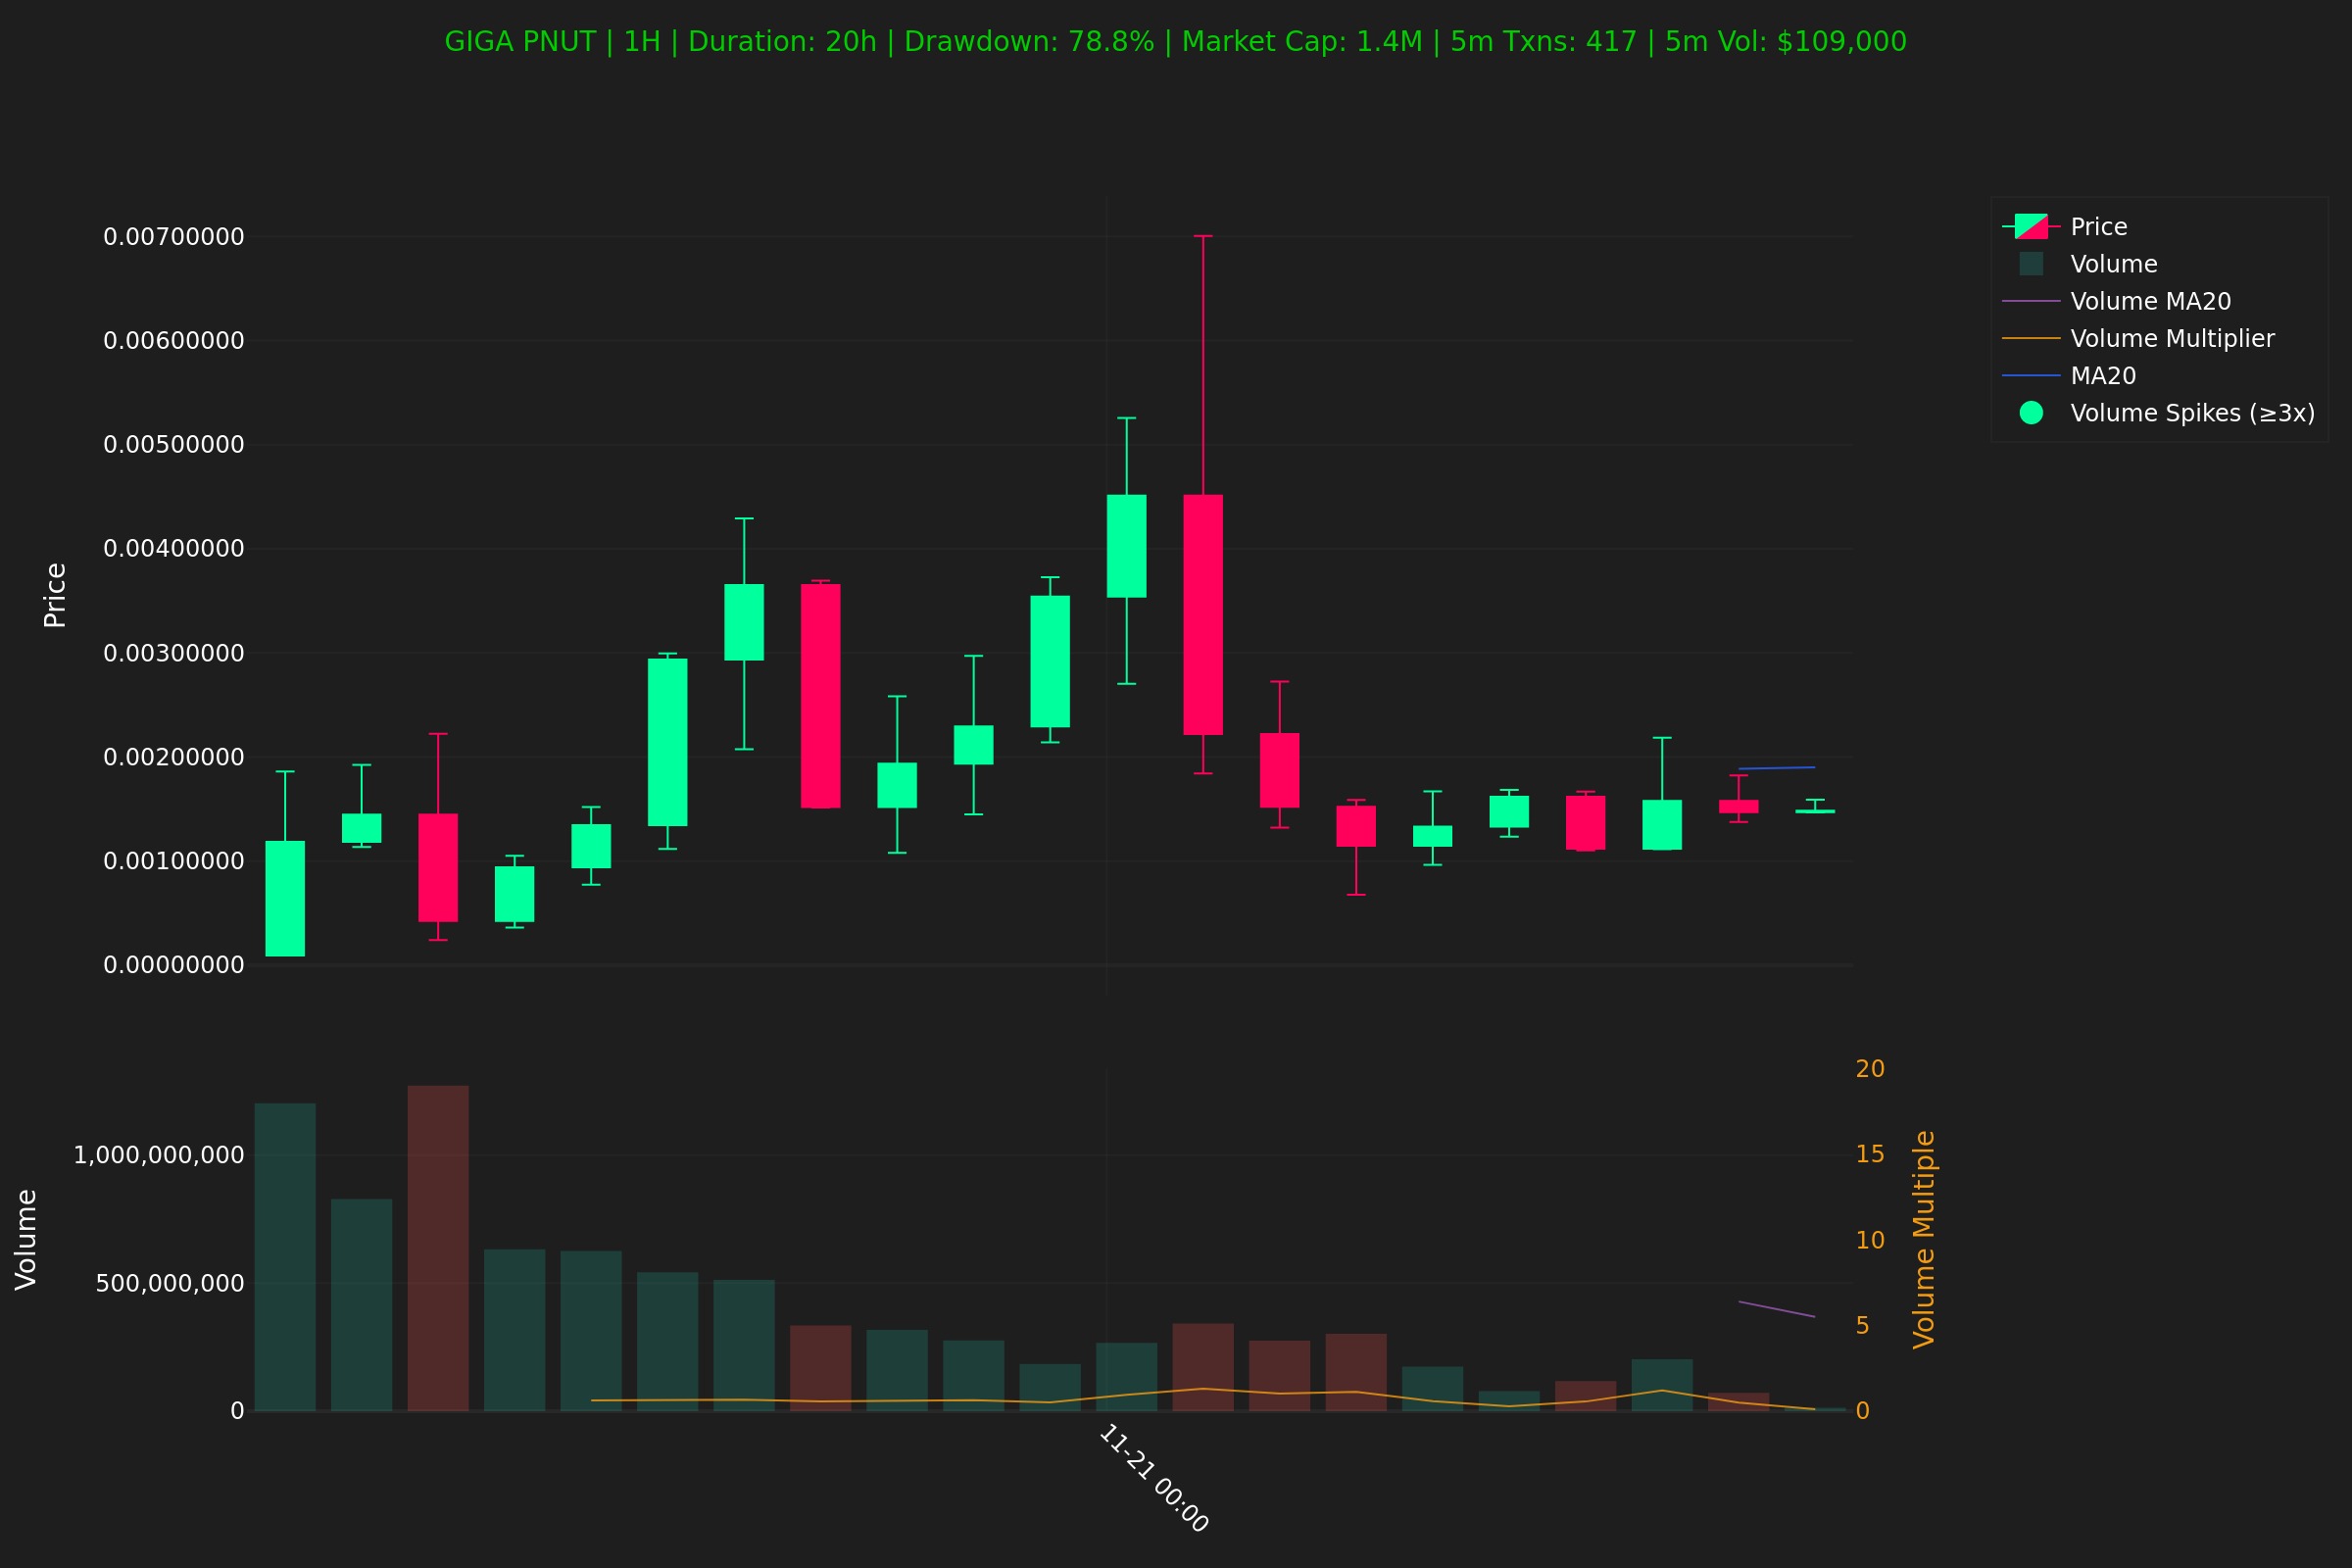 GIGA PNUT | 1H | Duration: 20h | Drawdown: 78.8% | Market Cap: 1.4M | 5m Txns: 417 | 5m Vol: $109,000
Price
0.00700000
0.00600000
0.00500000
0.00400000
0.00300000
0.00200000
0.00100000
0.00000000
Price
Volume
Volume MA20
Volume Multiplier
MA20
Volume Spikes (≥3x)
Volume
1,000,000,000
500,000,000
0
20
15
10
5
0
Volume Multiple
11-21 00:00